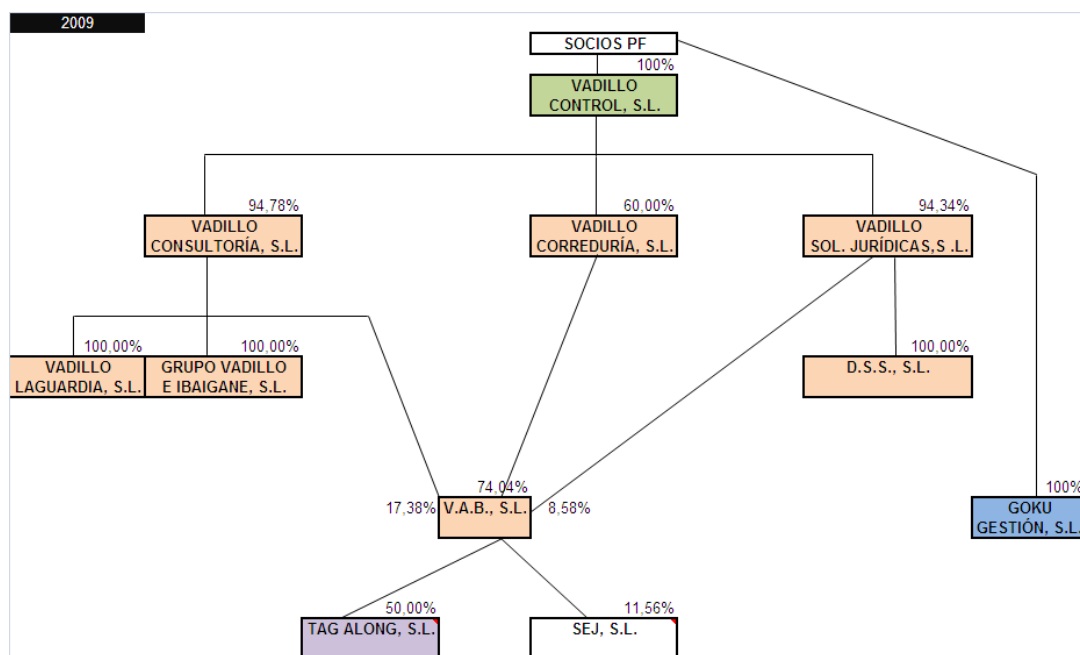 2009
SOCIOS PF
100%
VADILLO
CONTROL, S.L.
94,78%
60,00%
94,34%
VADILLO
CONSULTORÍA, S.L.
VADILLO
CORREDURÍA, S.L.
VADILLO
SOL. JURÍDICAS,S .L.
100,00%
100,00%
100,00%
VADILLO
LAGUARDIA, S.L.
GRUPO VADILLO
E IBAIGANE, S.L.
D.S.S., S.L.
74,04%
17,38%
V.A.B., S.L.
8,58%
100%
GOKU
GESTIÓN, S.L.
50,00%
11,56%
TAG ALONG, S.L.
SEJ, S.L.